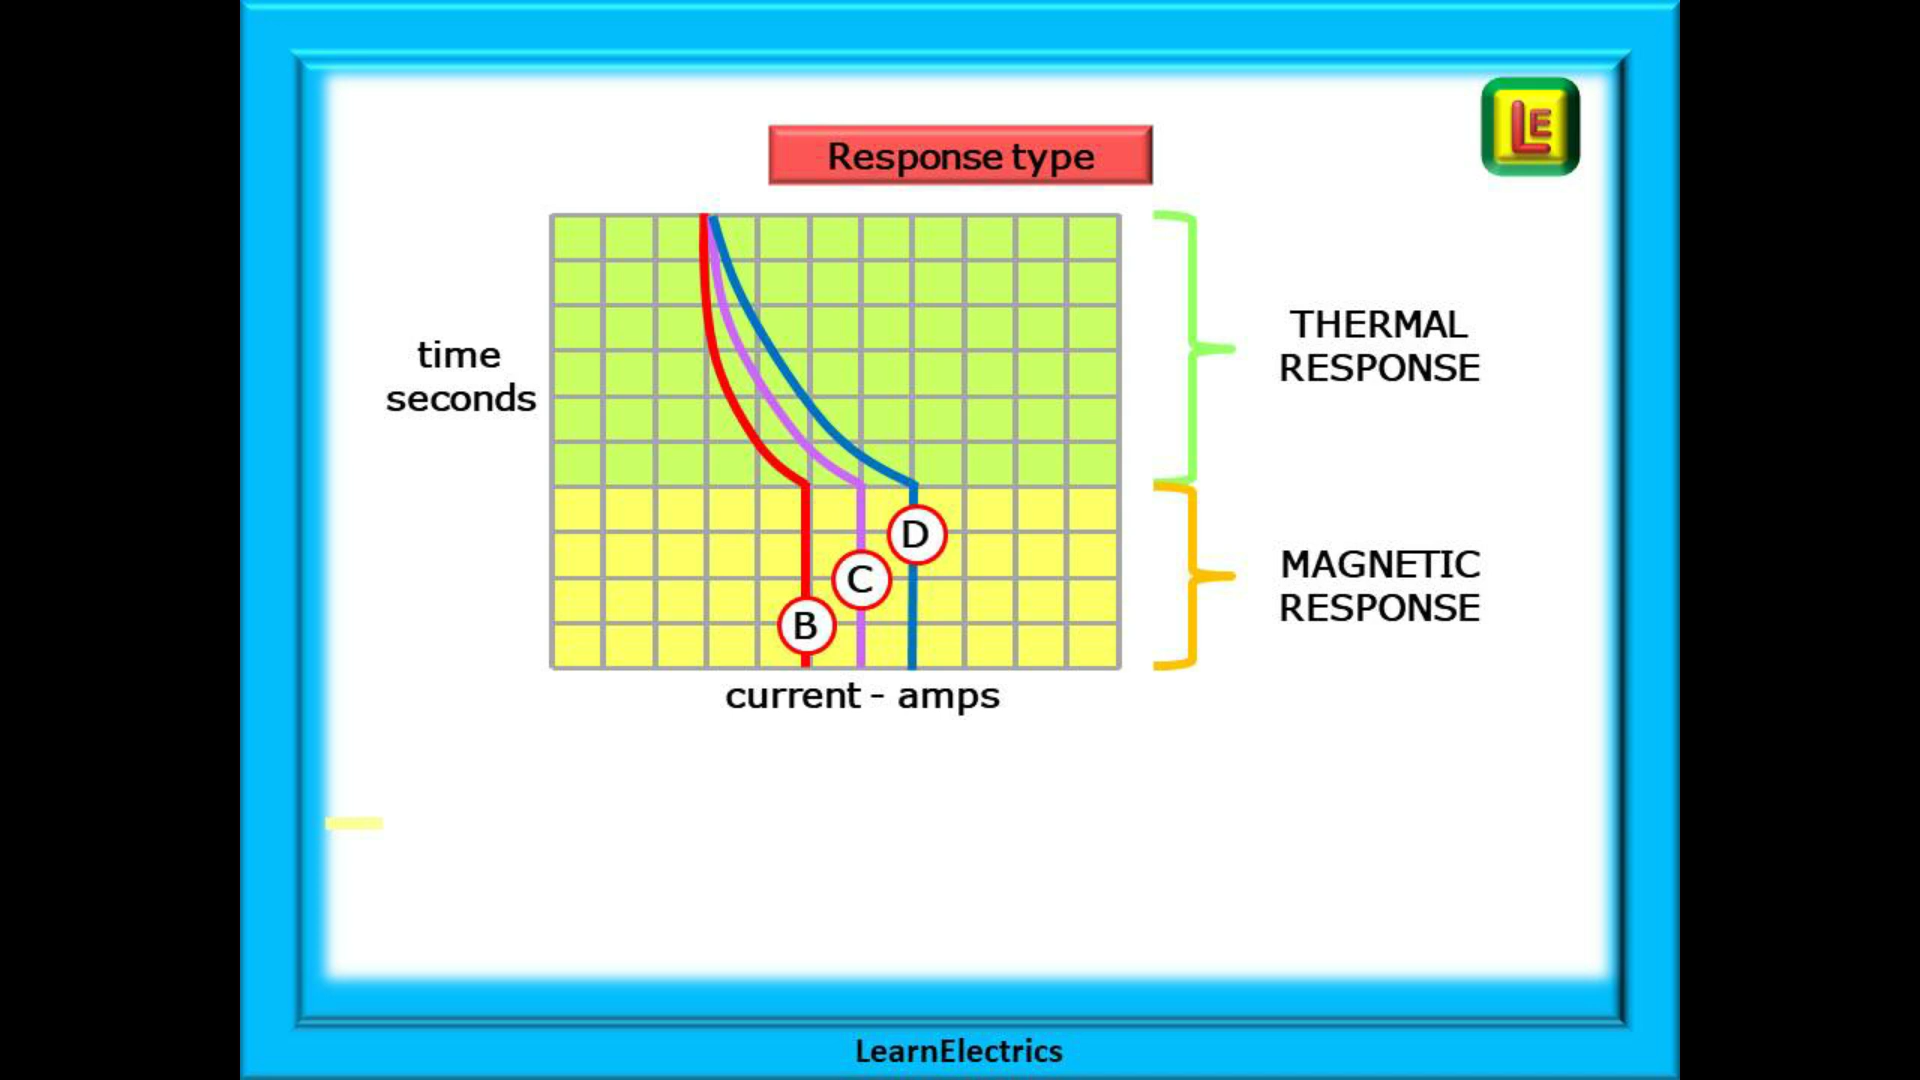 LE
Response type
time
seconds
THERMAL
RESPONSE
D
C
B
MAGNETIC
RESPONSE
current - amps
LearnElectrics